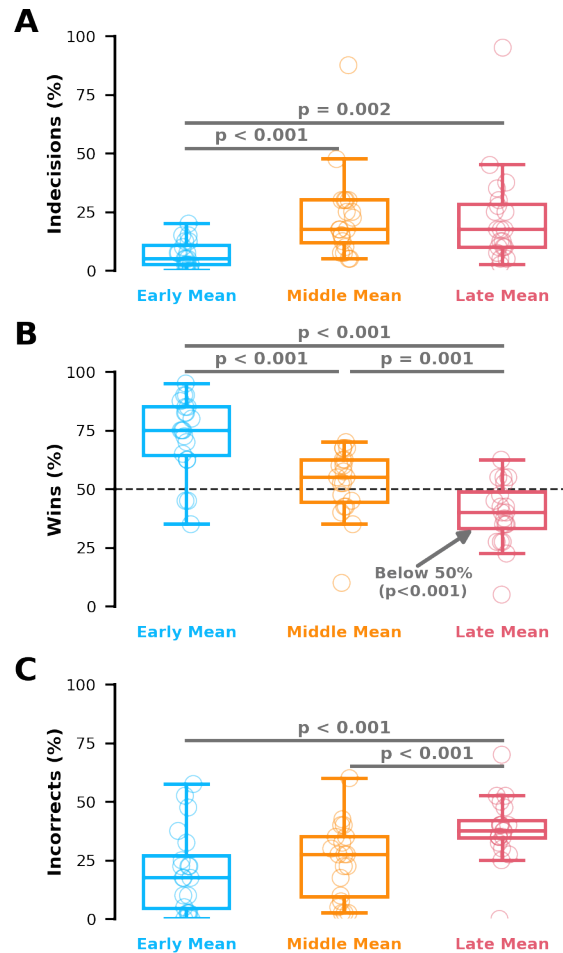 A
Indecisions (%)
100
75
50
25
0
p = 0.002
p < 0.001
Early Mean
Middle Mean
Late Mean
B
Wins (%)
100
75
50
25
0
p < 0.001
p < 0.001
p = 0.001
Below 50%
(p<0.001)
Early Mean
Middle Mean
Late Mean
C
Incorrects (%)
100
75
50
25
0
p < 0.001
p < 0.001
Early Mean
Middle Mean
Late Mean